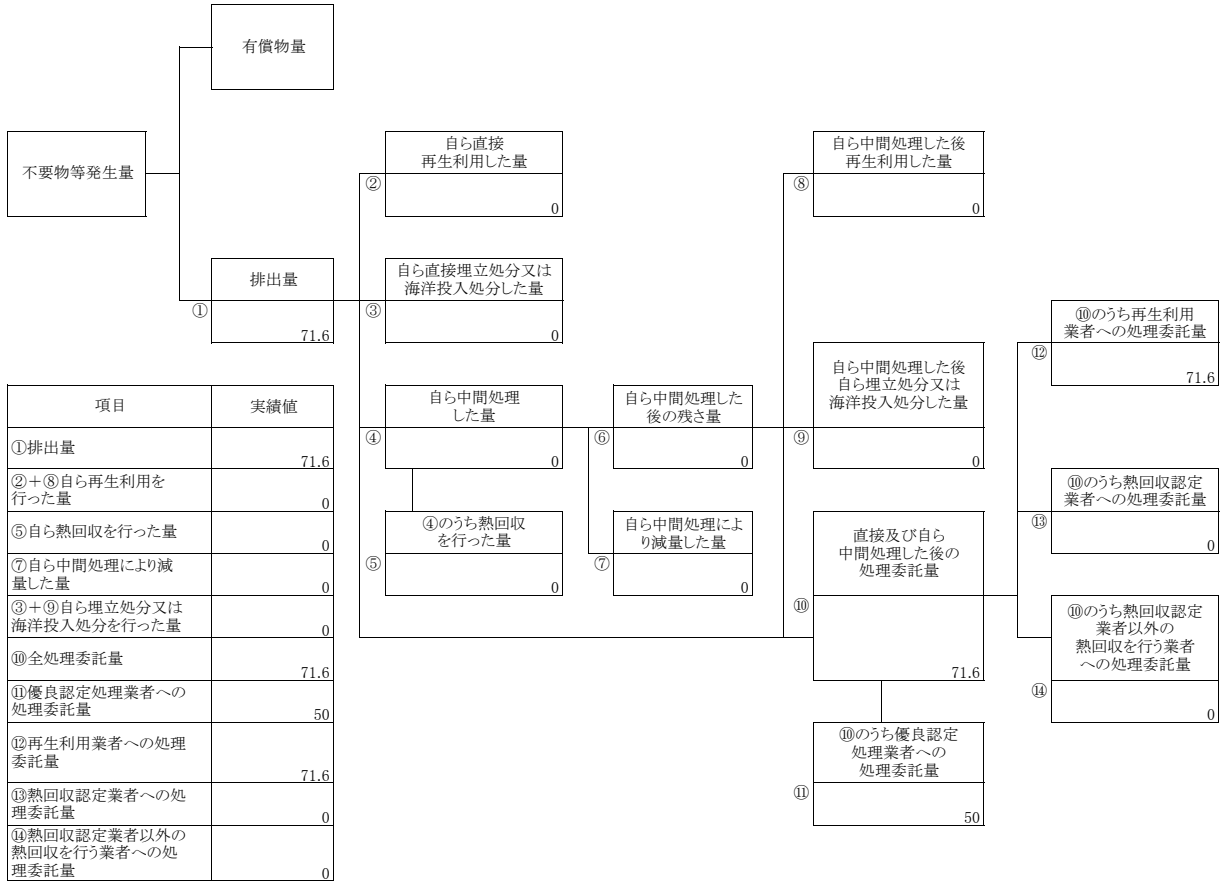 有償物量
不要物等発生量
自ら直接
再生利用した量
②
0
自ら中間処理した後
再生利用した量
⑧
0
排出量
①
71.6
自ら直接埋立処分又は
海洋投入処分した量
③
0
⑩のうち再生利用
業者への処理委託量
⑫
71.6
自ら中間処理
した量
④
0
自ら中間処理した
後の残さ量
⑥
0
自ら中間処理した後
自ら埋立処分又は
海洋投入処分した量
⑨
0
⑩のうち熱回収認定
業者への処理委託量
⑬
0
④のうち熱回収
を行った量
⑤
0
自ら中間処理によ
り減量した量
⑦
0
直接及び自ら
中間処理した後の
処理委託量
⑩
71.6
⑩のうち熱回収認定
業者以外の
熱回収を行う業者
への処理委託量
⑭
0
⑩のうち優良認定
処理業者への
処理委託量
⑪
50
項目 実績値
①排出量
71.6
②+⑧自ら再生利用を
行った量
0
⑤自ら熱回収を行った量
0
⑦自ら中間処理により減
量した量
0
③+⑨自ら埋立処分又は
海洋投入処分を行った量
0
⑩全処理委託量
71.6
⑪優良認定処理業者への
処理委託量
50
⑫再生利用業者への処理
委託量
71.6
⑬熱回収認定業者への処
理委託量
0
⑭熱回収認定業者以外の
熱回収を行う業者への処
理委託量
0